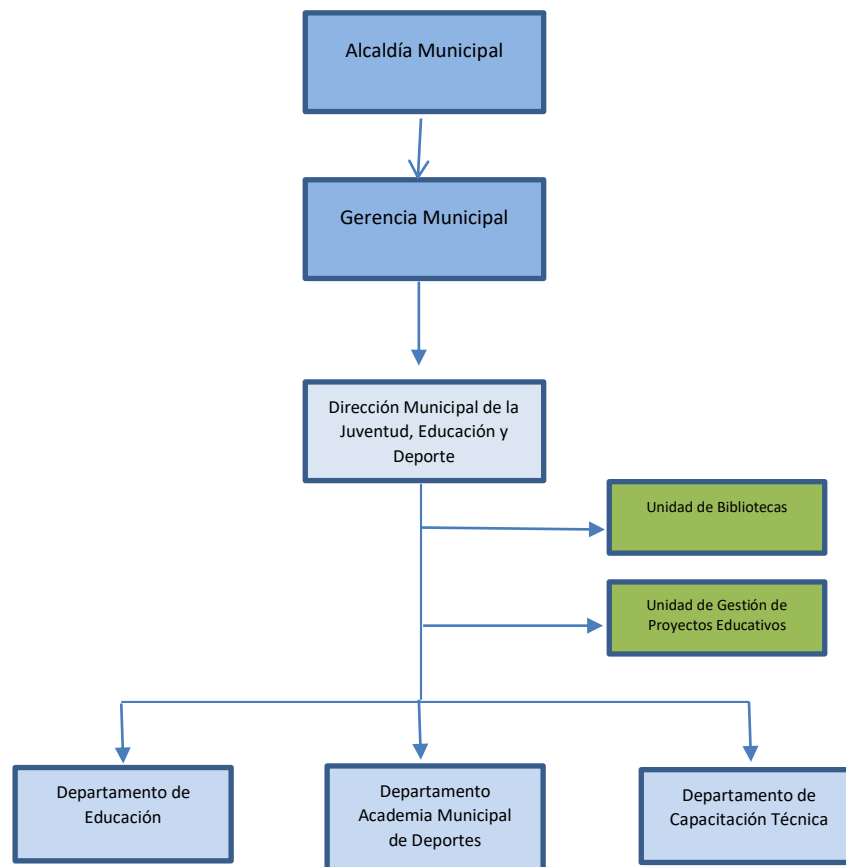 Alcaldía Municipal
Gerencia Municipal
Dirección Municipal de la
Juventud, Educación y
Deporte
Unidad de Bibliotecas
Unidad de Gestión de
Proyectos Educativos
Departamento de
Educación
Departamento
Academia Municipal
de Deportes
Departamento de
Capacitación Técnica